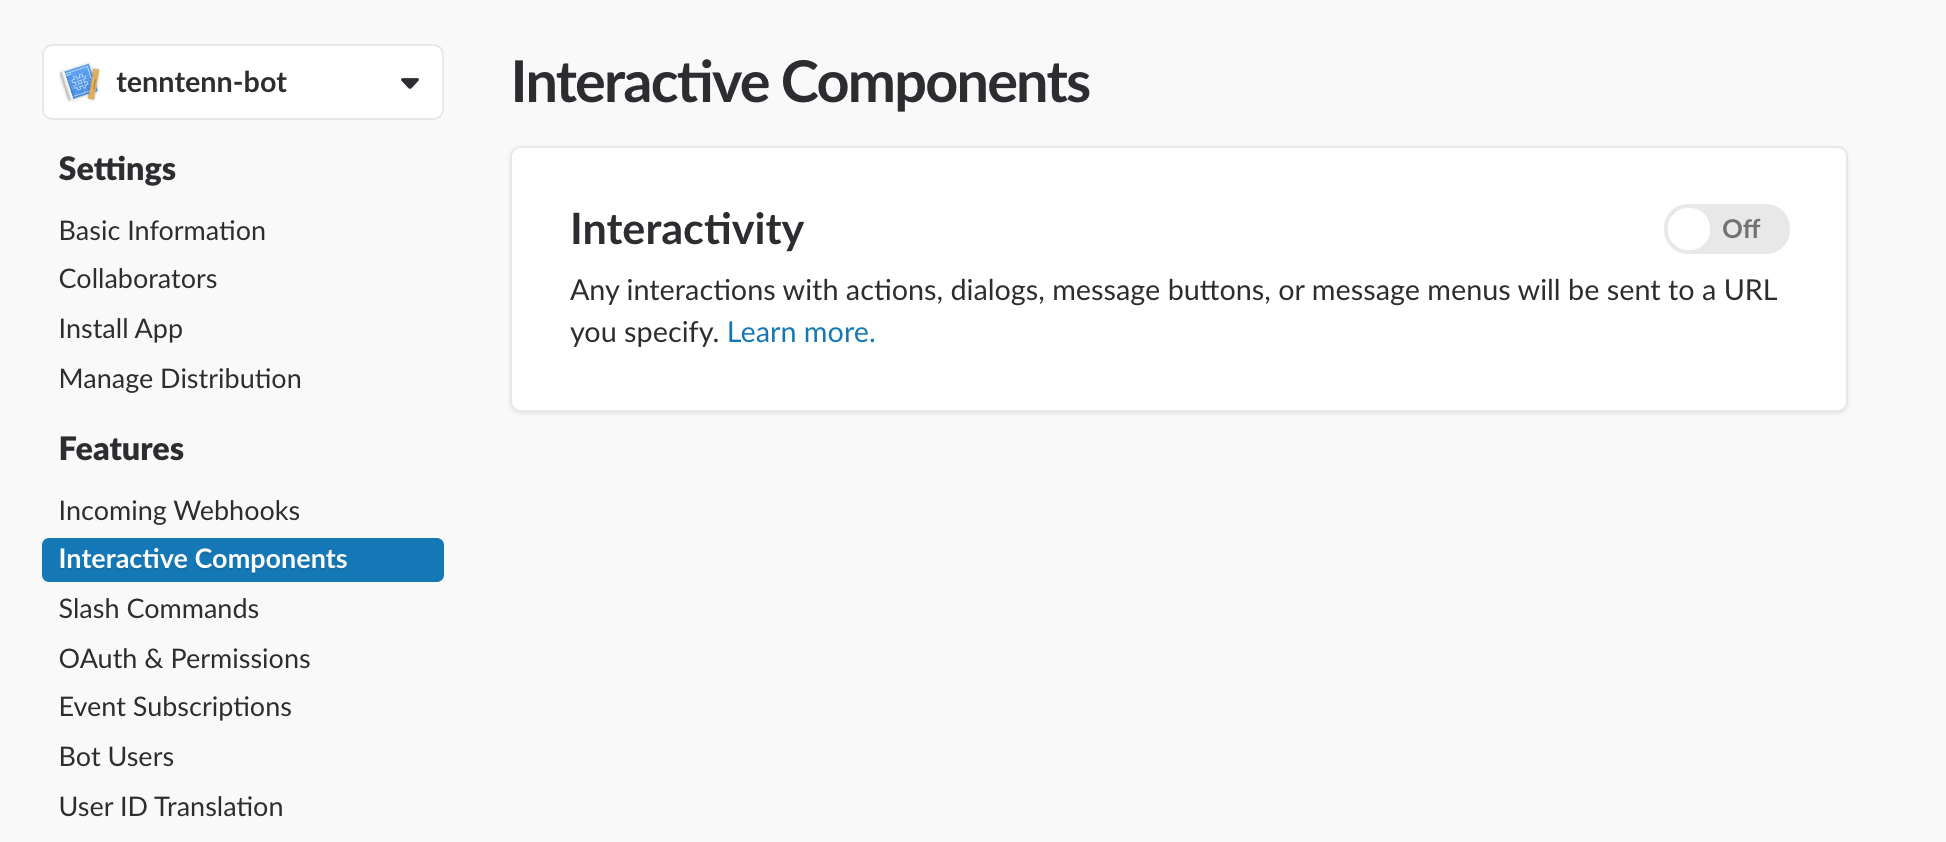 tenntenn-bot
Settings
Basic Information
Collaborators
Install App
Manage Distribution
Features
Incoming Webhooks
Interactive Components
Slash Commands
OAuth & Permissions
Event Subscriptions
Bot Users
User ID Translation
Interactive Components
Interactivity
Off
Any interactions with actions, dialogs, message buttons, or message menus will be sent to a URL
you specify. Learn more.